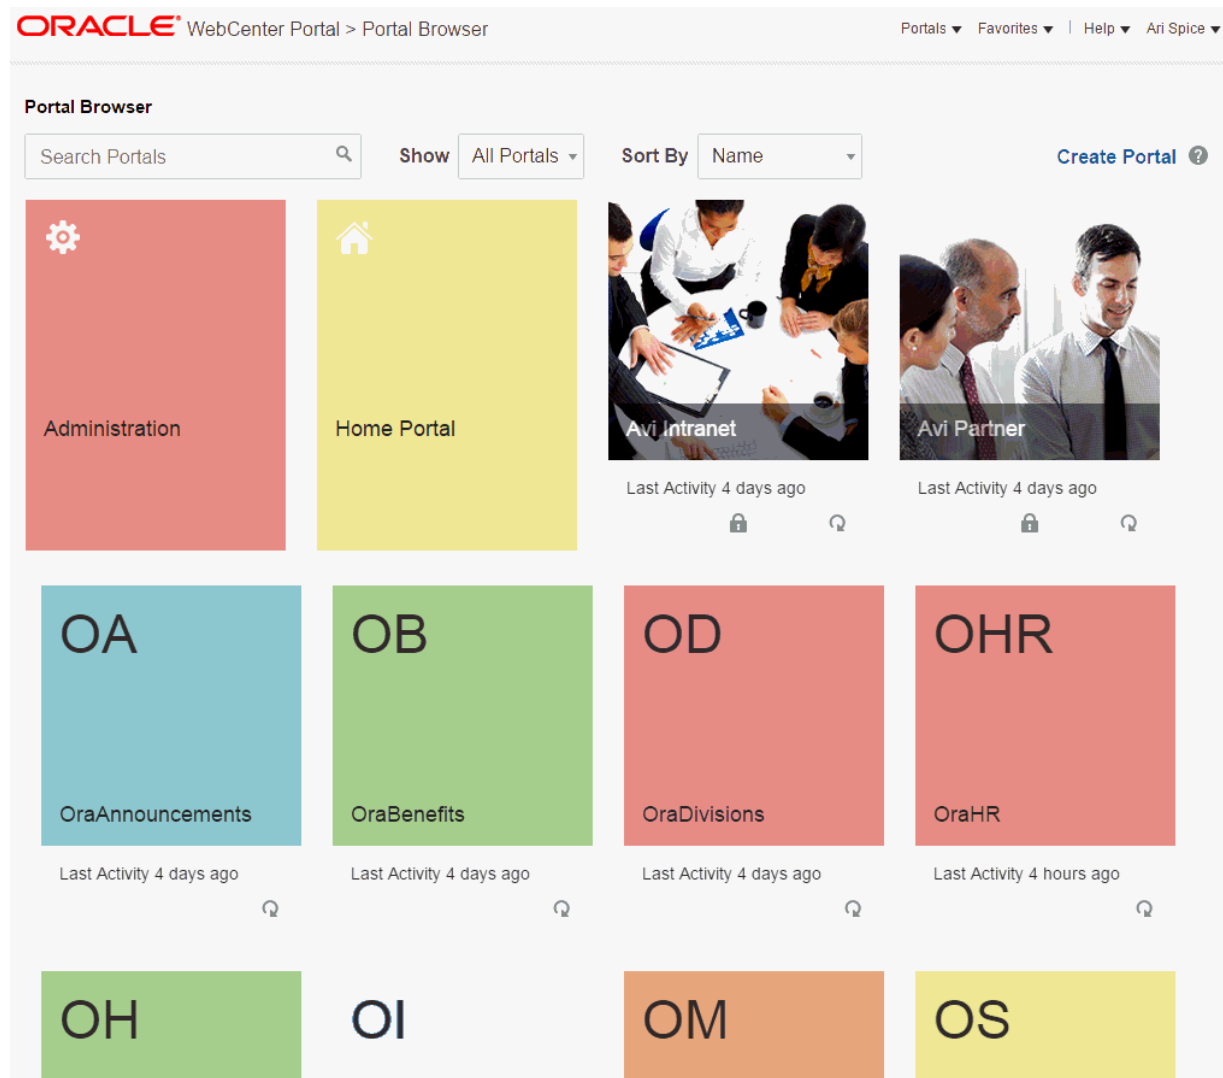 ORACLE® WebCenter Portal > Portal Browser Portals Favorites Help Ari Spice
Portal Browser
Search Portals Show All Portals Sort By Name Create Portal ?
Administration Home Portal Avi Intranet Avi Partner
Last Activity 4 days ago Last Activity 4 days ago
OA OB OD OHR
OraAnnouncements OraBenefits OraDivisions OraHR
Last Activity 4 days ago Last Activity 4 days ago Last Activity 4 days ago Last Activity 4 hours ago
OH OI OM OS